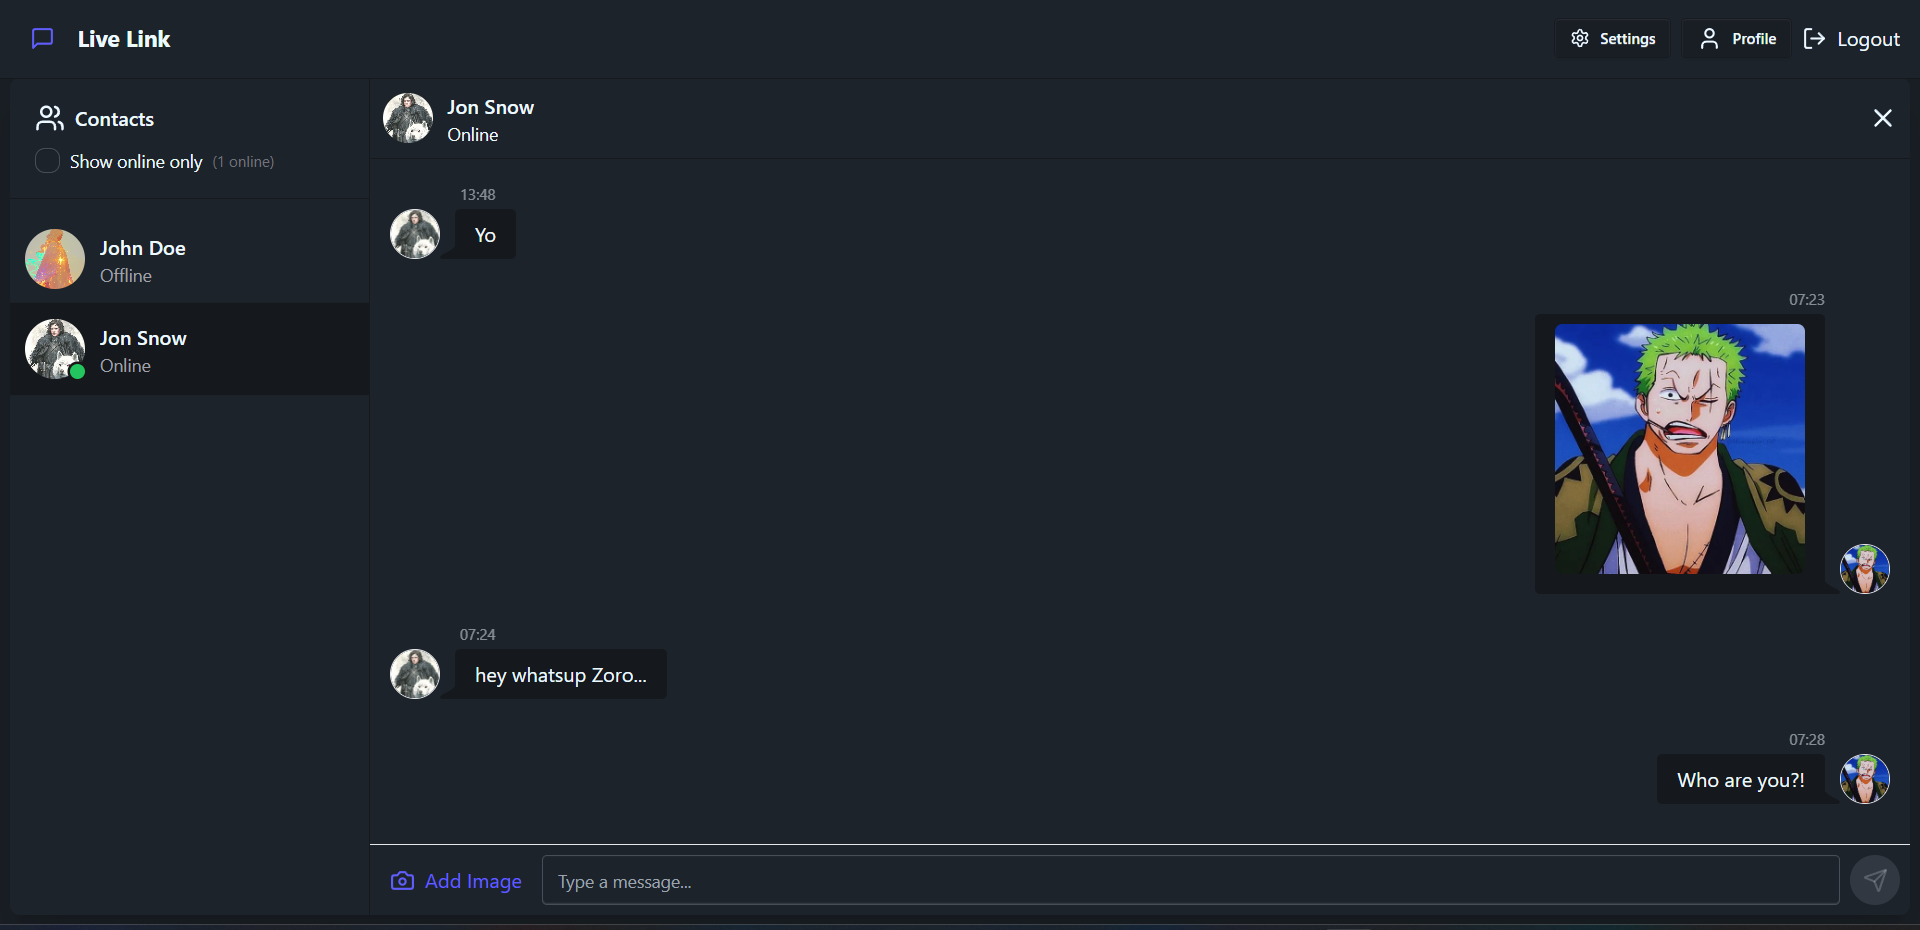 Live Link
Settings
Profile
Logout
Contacts
Show online only (1 online)
John Doe
Offline
Jon Snow
Online
Jon Snow
Online
13:48
Yo
07:23
07:24
hey whatsup Zoro...
07:28
Who are you?!
Add Image
Type a message...